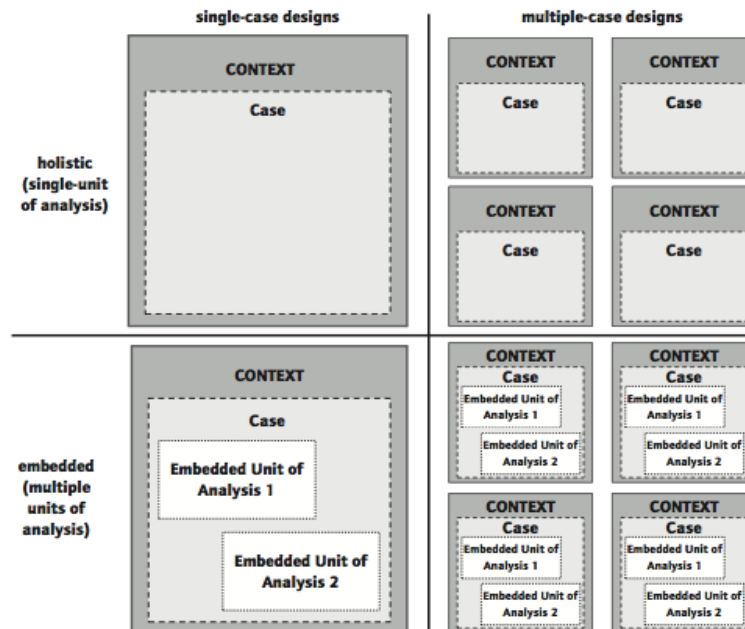 single-case designs
multiple-case designs
CONTEXT
Case
holistic
(single-unit
of analysis)
CONTEXT
Case
CONTEXT
Case
CONTEXT
Case
CONTEXT
Case
embedded
(multiple
units of
analysis)
CONTEXT
Case
Embedded Unit of
Analysis 1
Embedded Unit of
Analysis 2
CONTEXT
Case
Embedded Unit of
Analysis 1
Embedded Unit of
Analysis 2
CONTEXT
Case
Embedded Unit of
Analysis 1
Embedded Unit of
Analysis 2
CONTEXT
Case
Embedded Unit of
Analysis 1
Embedded Unit of
Analysis 2
CONTEXT
Case
Embedded Unit of
Analysis 1
Embedded Unit of
Analysis 2